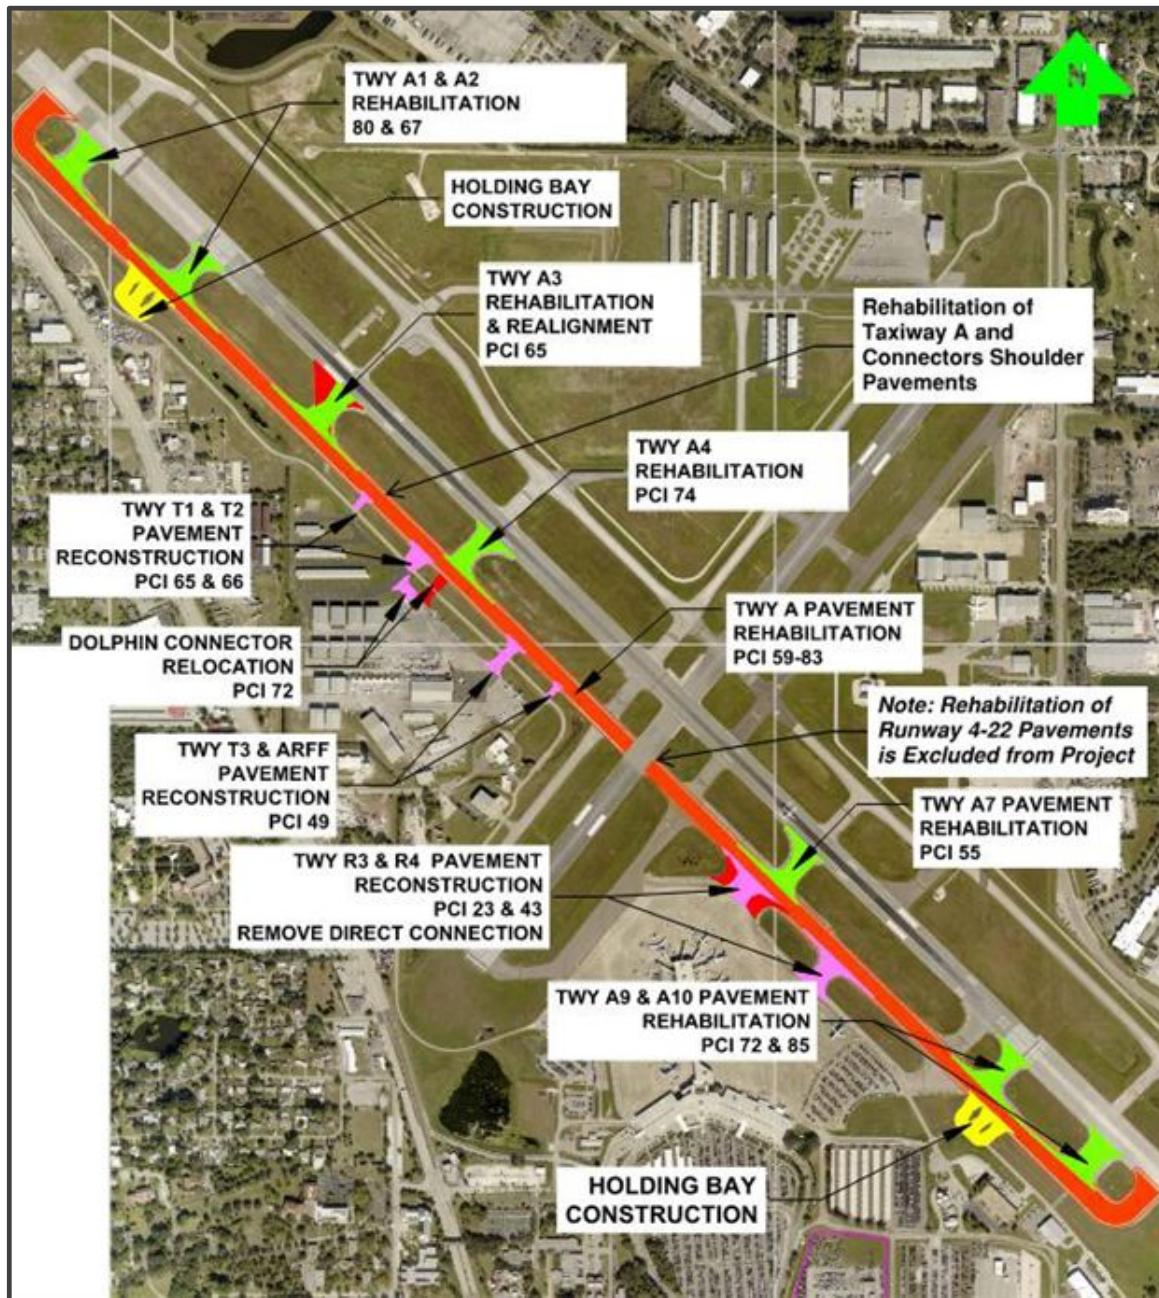 N
TWY A1 & A2
REHABILITATION
80 & 67
HOLDING BAY
CONSTRUCTION
TWY A3
REHABILITATION
& REALIGNMENT
PCI 65
Rehabilitation of
Taxiway A and
Connectors Shoulder
Pavements
TWY A4
REHABILITATION
PCI 74
TWY T1 & T2
PAVEMENT
RECONSTRUCTION
PCI 65 & 66
TWY A PAVEMENT
REHABILITATION
PCI 59-83
DOLPHIN CONNECTOR
RELOCATION
PCI 72
Note: Rehabilitation of
Runway 4-22 Pavements
is Excluded from Project
TWY T3 & ARFF
PAVEMENT
RECONSTRUCTION
PCI 49
TWY A7 PAVEMENT
REHABILITATION
PCI 55
TWY R3 & R4 PAVEMENT
RECONSTRUCTION
PCI 23 & 43
REMOVE DIRECT CONNECTION
TWY A9 & A10 PAVEMENT
REHABILITATION
PCI 72 & 85
HOLDING BAY
CONSTRUCTION